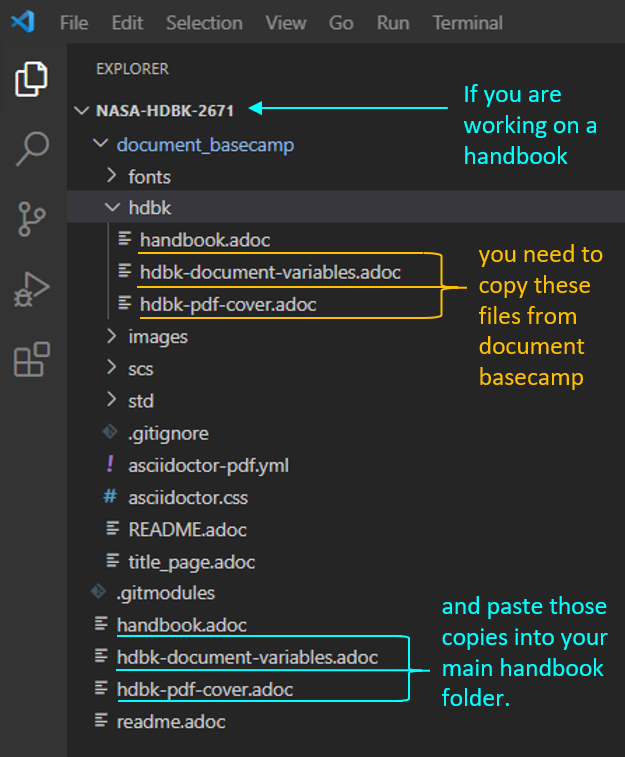 File Edit Selection View Go Run Terminal
EXPLORER
NASA-HDBK-2671
If you are
working on a
handbook
document_basecamp
fonts
hdbk
handbook.adoc
hdbk-document-variables.adoc
hdbk-pdf-cover.adoc
you need to
copy these
files from
document
basecamp
images
scs
std
.gitignore
! asciidoctor-pdf.yml
# asciidoctor.css
README.adoc
title_page.adoc
.gitmodules
handbook.adoc
hdbk-document-variables.adoc
hdbk-pdf-cover.adoc
and paste those
copies into your
main handbook
folder.
readme.adoc